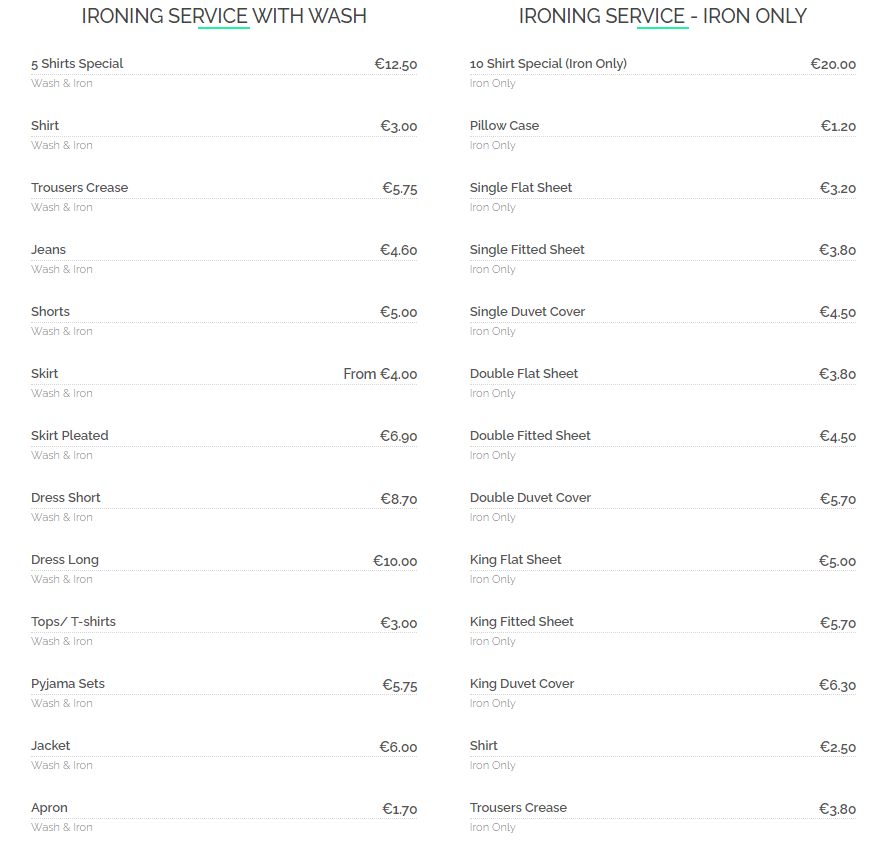 IRONING SERVICE WITH WASH
5 Shirts Special €12.50
Wash & Iron
Shirt €3.00
Wash & Iron
Trousers Crease €5.75
Wash & Iron
Jeans €4.60
Wash & Iron
Shorts €5.00
Wash & Iron
Skirt From €4.00
Wash & Iron
Skirt Pleated €6.90
Wash & Iron
Dress Short €8.70
Wash & Iron
Dress Long €10.00
Wash & Iron
Tops/ T-shirts €3.00
Wash & Iron
Pyjama Sets €5.75
Wash & Iron
Jacket €6.00
Wash & Iron
Apron €1.70
Wash & Iron
IRONING SERVICE - IRON ONLY
10 Shirt Special (Iron Only) €20.00
Iron Only
Pillow Case €1.20
Iron Only
Single Flat Sheet €3.20
Iron Only
Single Fitted Sheet €3.80
Iron Only
Single Duvet Cover €4.50
Iron Only
Double Flat Sheet €3.80
Iron Only
Double Fitted Sheet €4.50
Iron Only
Double Duvet Cover €5.70
Iron Only
King Flat Sheet €5.00
Iron Only
King Fitted Sheet €5.70
Iron Only
King Duvet Cover €6.30
Iron Only
Shirt €2.50
Iron Only
Trousers Crease €3.80
Iron Only